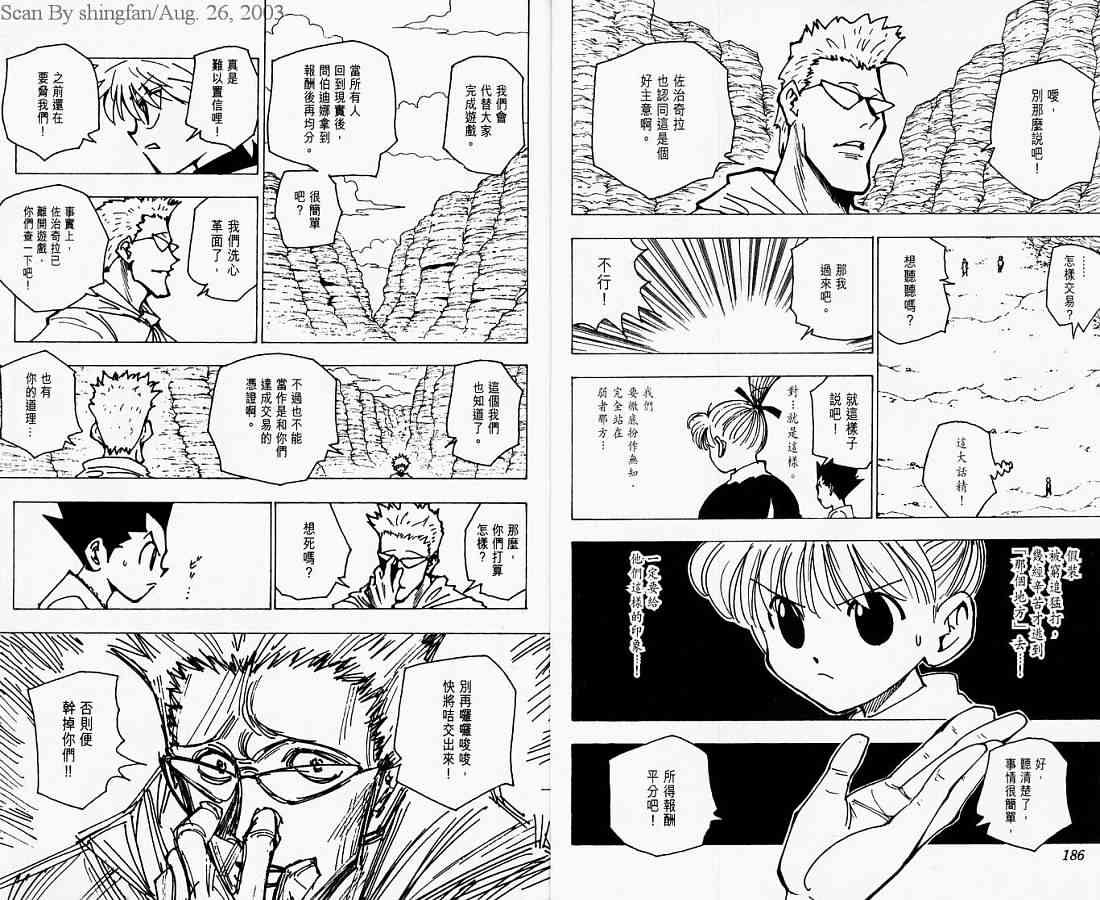 Scan By shingfan/Aug. 26, 2003
噯，
別那麼說吧！
佐治奇拉
也認同這是個
好主意啊。
……
怎樣交易？
想聽聽嗎？
那我
過來吧。
不行！
這大話精！
就這樣子
說吧！
對…就是這樣。
我們
要徹底扮作無知，
完全站在
弱者那方…
假裝
被窮追猛打，
幾經辛苦才逃到
『那個地方』去…！
一定要給
他們這樣的印象…！
好，
聽清楚了，
事情很簡單，
所得報酬
平分吧！
186
我們會
代替大家
完成遊戲。
當所有人
回到現實後，
問伯迪娜拿到
報酬後再均分。
很簡單
吧？
真是
難以置信哩！
之前還在
要脅我們！
我們洗心
革面了，
事實上，
佐治奇拉已
離開遊戲，
你們查一下吧！
這個我們
也知道了。
不過也不能
當作是和你們
達成交易的
憑證啊。
也有
你的道理…
那麼，
你們打算
怎樣？
想死嗎？
ピッ…
別再囉囉唆唆，
快將咭交出來！
否則便
幹掉你們!!